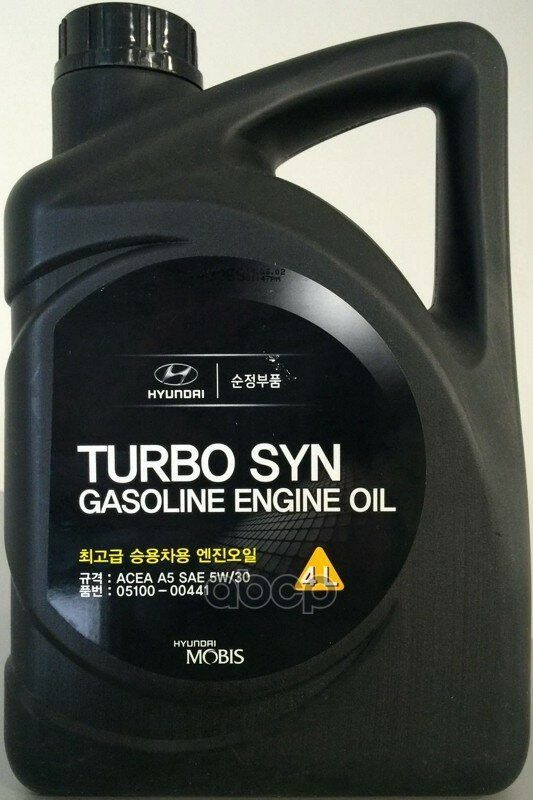 HYUNDAI 순정부품
TURBO SYN
GASOLINE ENGINE OIL
최고급 승용차용 엔진오일
규격 : ACEA A5 SAE 5W/30
품번 : 05100-00441
4L
HYUNDAI
MOBIS